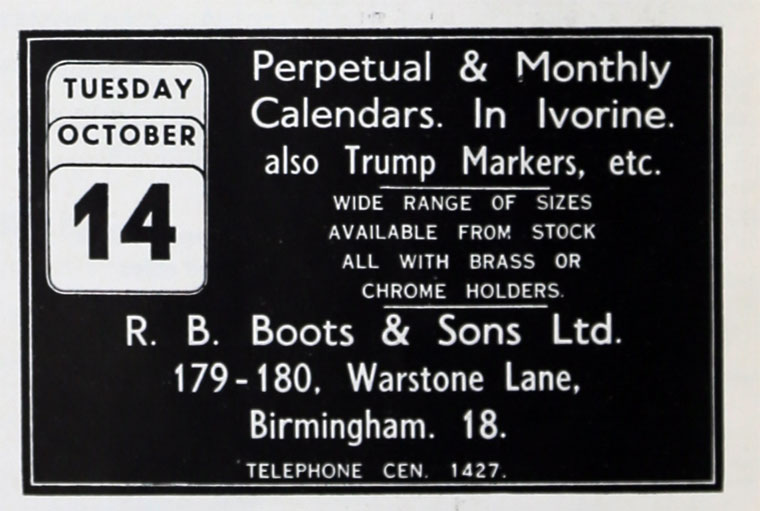 TUESDAY
OCTOBER
14
Perpetual & Monthly
Calendars. In Ivorine.
also Trump Markers, etc.
WIDE RANGE OF SIZES
AVAILABLE FROM STOCK
ALL WITH BRASS OR
CHROME HOLDERS.
R. B. Boots & Sons Ltd.
179-180, Warstone Lane,
Birmingham. 18.
TELEPHONE CEN. 1427.